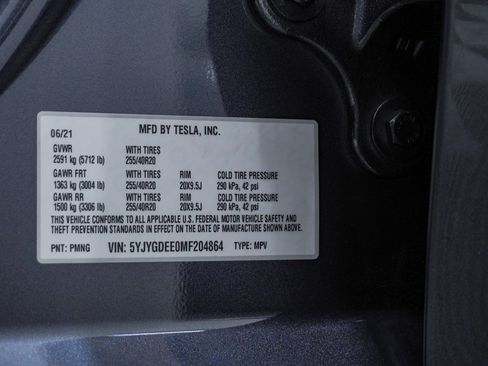 06/21 MFD BY TESLA, INC.
GVWR WITH TIRES
2591 kg (5712 lb) 255/40R20
GAWR FRT WITH TIRES RIM COLD TIRE PRESSURE
1363 kg (3004 lb) 255/40R20 20X9.5J 290 kPa, 42 psi
GAWR RR WITH TIRES RIM COLD TIRE PRESSURE
1500 kg (3306 lb) 255/40R20 20X9.5J 290 kPa, 42 psi
THIS VEHICLE CONFORMS TO ALL APPLICABLE U.S. FEDERAL MOTOR VEHICLE SAFETY AND
THEFT PREVENTION STANDARDS IN EFFECT ON THE DATE OF MANUFACTURE SHOWN ABOVE.
PNT: PMNG VIN: 5YJYGDEE0MF204864 TYPE: MPV